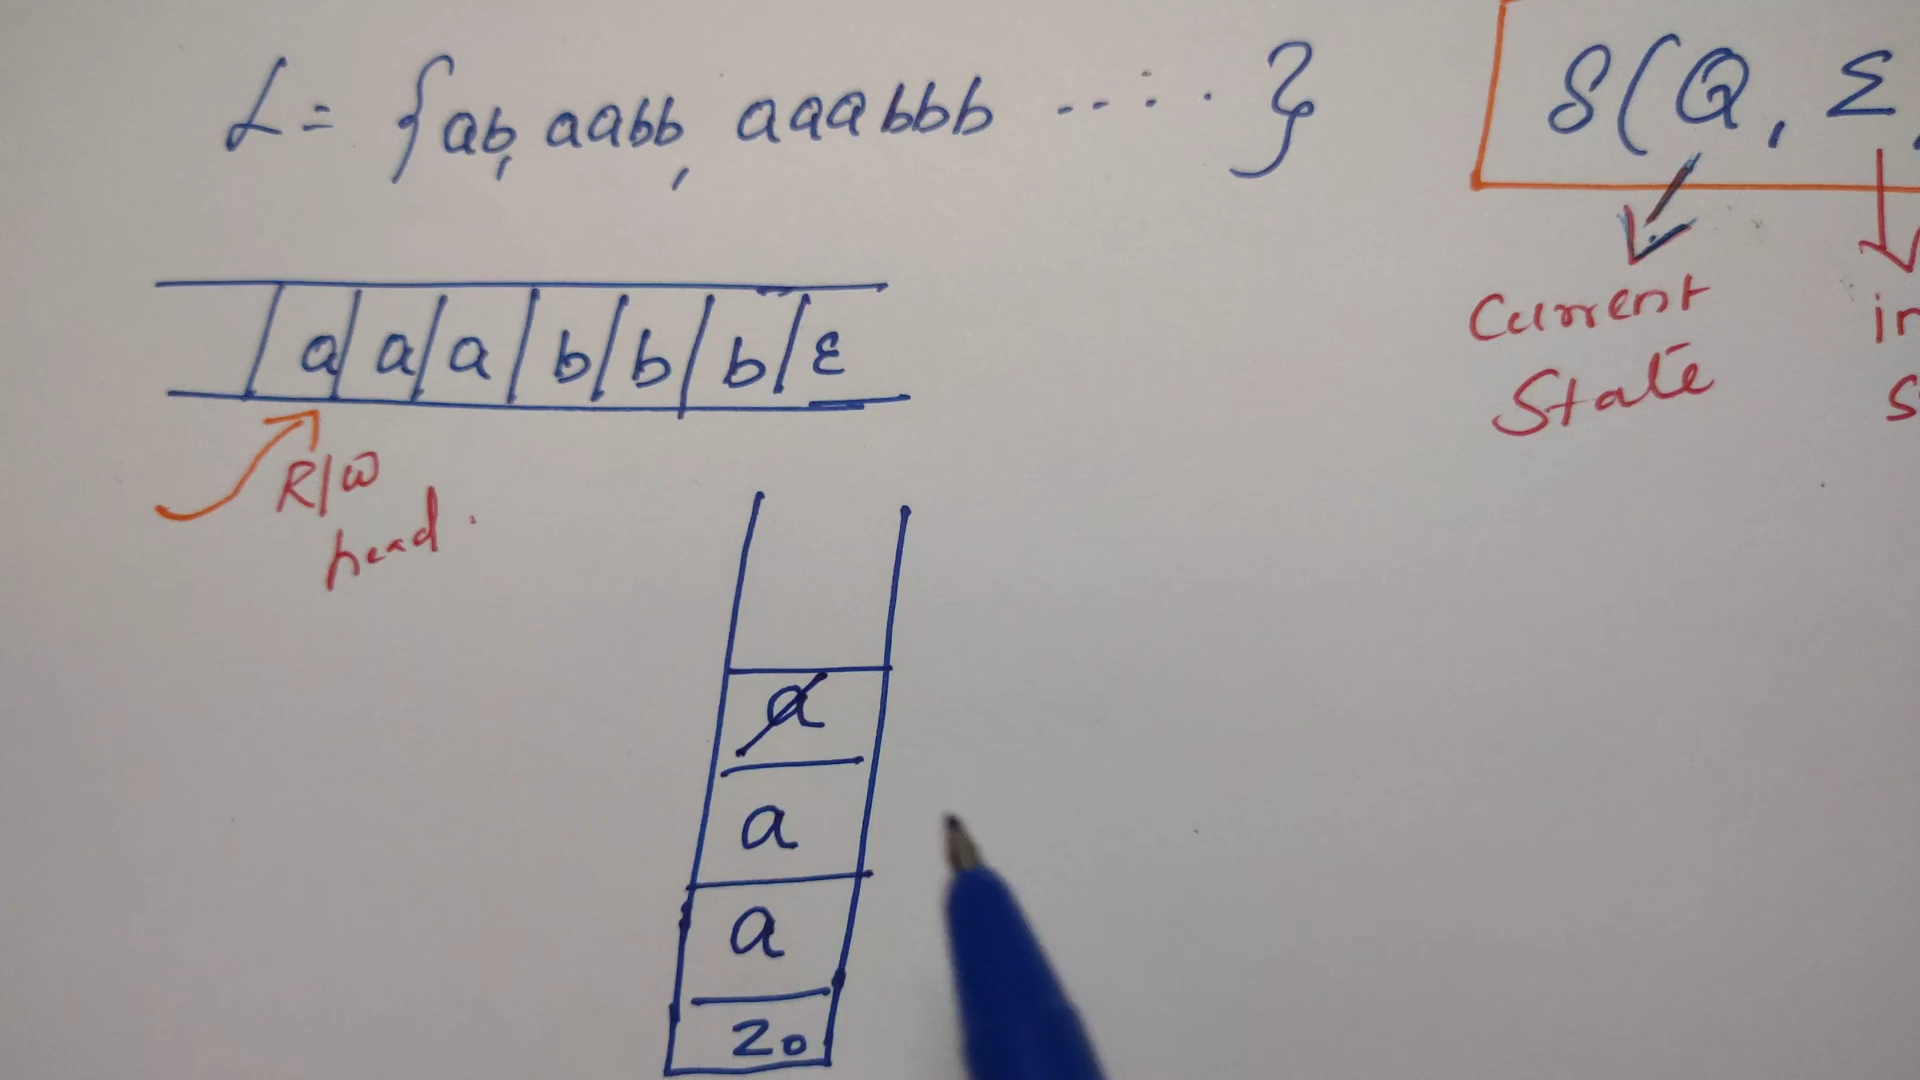 L = { ab, aabb, aaabbb ..... }
δ(Q, Σ,
a a a b b b ε
Current
State
R/W
head.
a
a
a
Z0